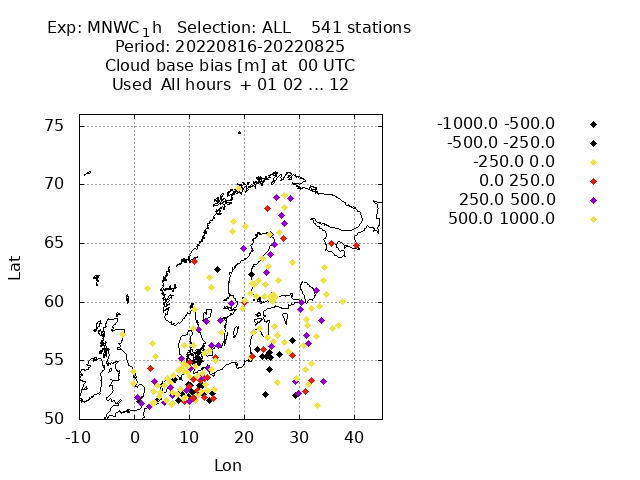 Exp: MNWC_1h   Selection: ALL    541 stations
Period: 20220816-20220825
Cloud base bias [m] at  00 UTC
Used  All hours  + 01 02 ... 12
-1000.0 -500.0
-500.0 -250.0
-250.0 0.0
0.0 250.0
250.0 500.0
500.0 1000.0
75
70
65
60
55
50
Lat
-10 0 10 20 30 40
Lon